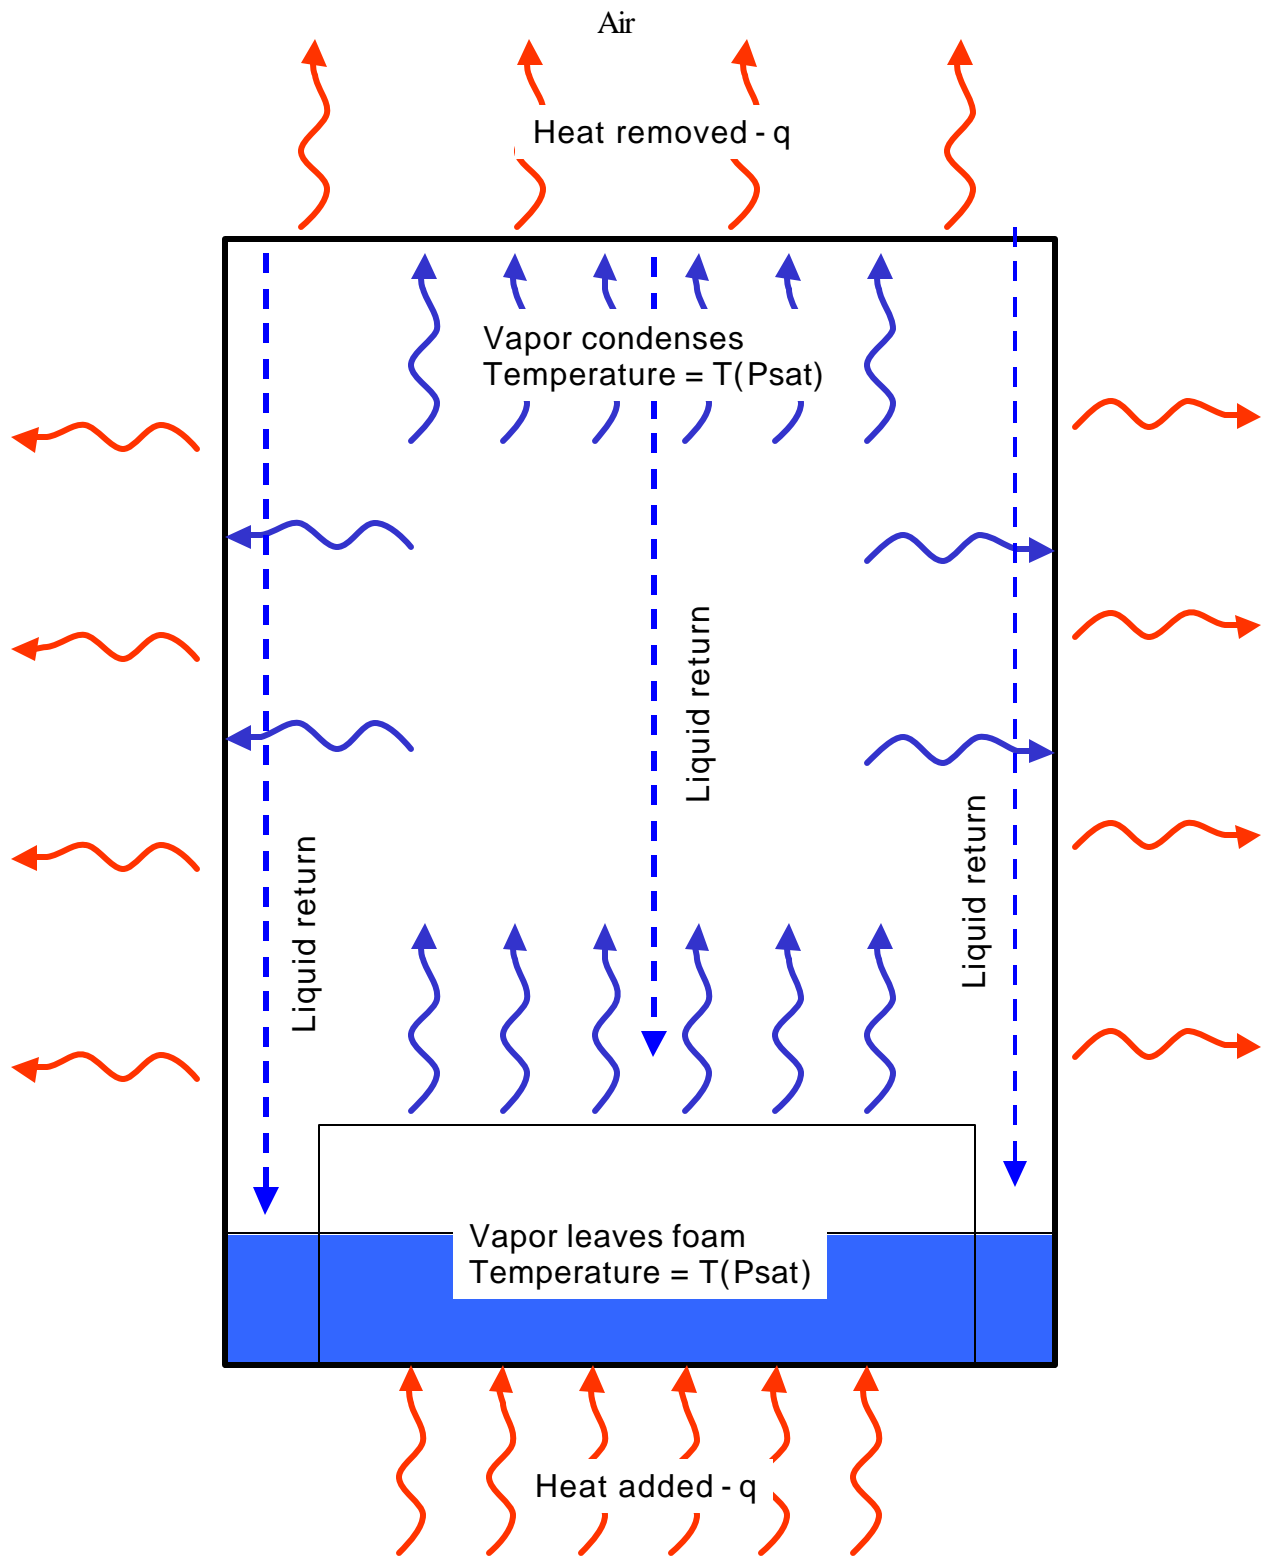 Air
Heat removed - q
Vapor condenses
Temperature = T(Psat)
Liquid return
Liquid return
Liquid return
Vapor leaves foam
Temperature = T(Psat)
Heat added - q